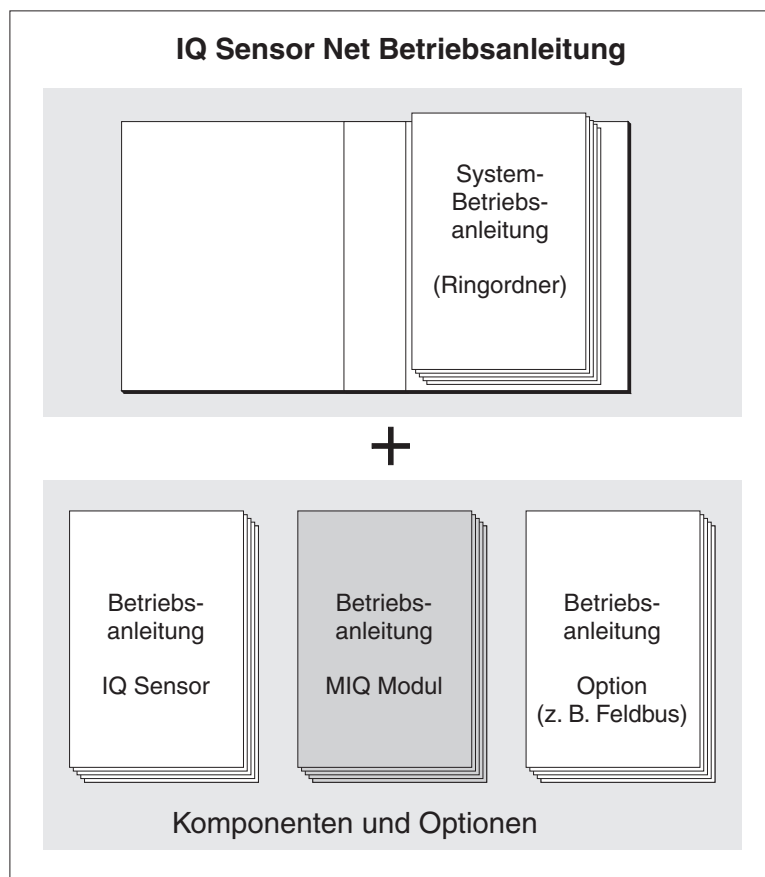 IQ Sensor Net Betriebsanleitung
System-
Betriebs-
anleitung
(Ringordner)
+
Betriebs-
anleitung
IQ Sensor
Betriebs-
anleitung
MIQ Modul
Betriebs-
anleitung
Option
(z. B. Feldbus)
Komponenten und Optionen